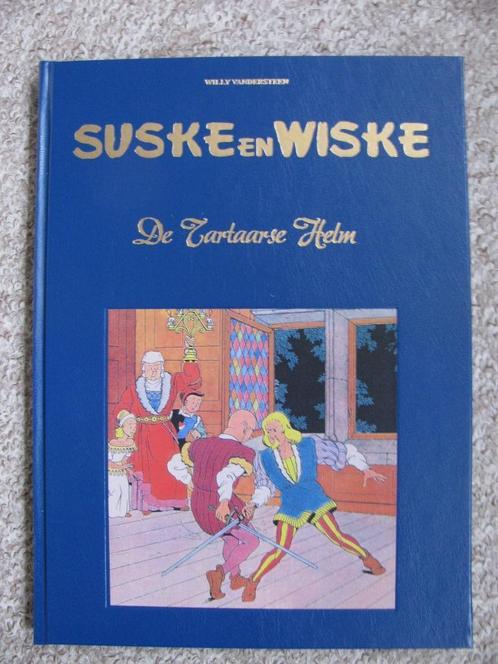 WILLY VANDERSTEEN
SUSKE EN WISKE
De Tartaarse Helm